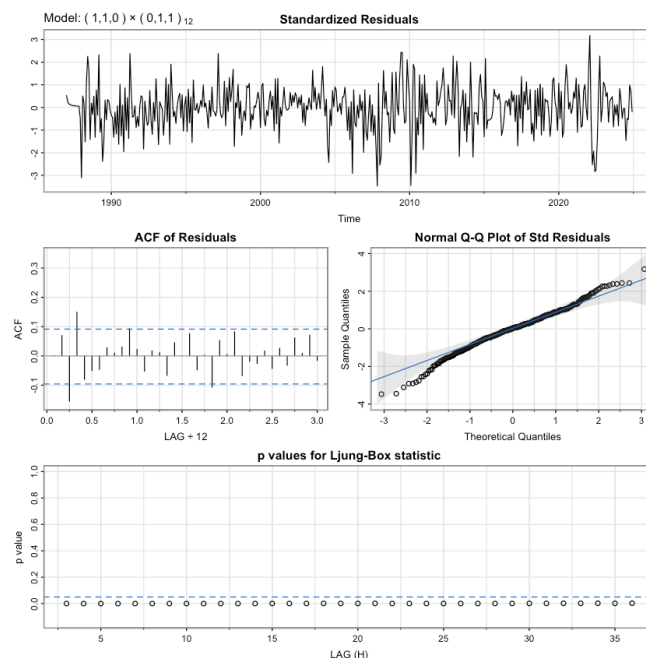 Model: ( 1,1,0 ) × ( 0,1,1 ) 12
Standardized Residuals
3
2
1
0
-1
-2
-3
1990 2000 2010 2020
Time
ACF of Residuals
ACF
0.3
0.2
0.1
0.0
-0.1
0.0 0.5 1.0 1.5 2.0 2.5 3.0
LAG ÷ 12
Normal Q-Q Plot of Std Residuals
Sample Quantiles
4
2
0
-2
-4
-3 -2 -1 0 1 2 3
Theoretical Quantiles
p values for Ljung-Box statistic
p value
1.0
0.8
0.6
0.4
0.2
0.0
5 10 15 20 25 30 35
LAG (H)